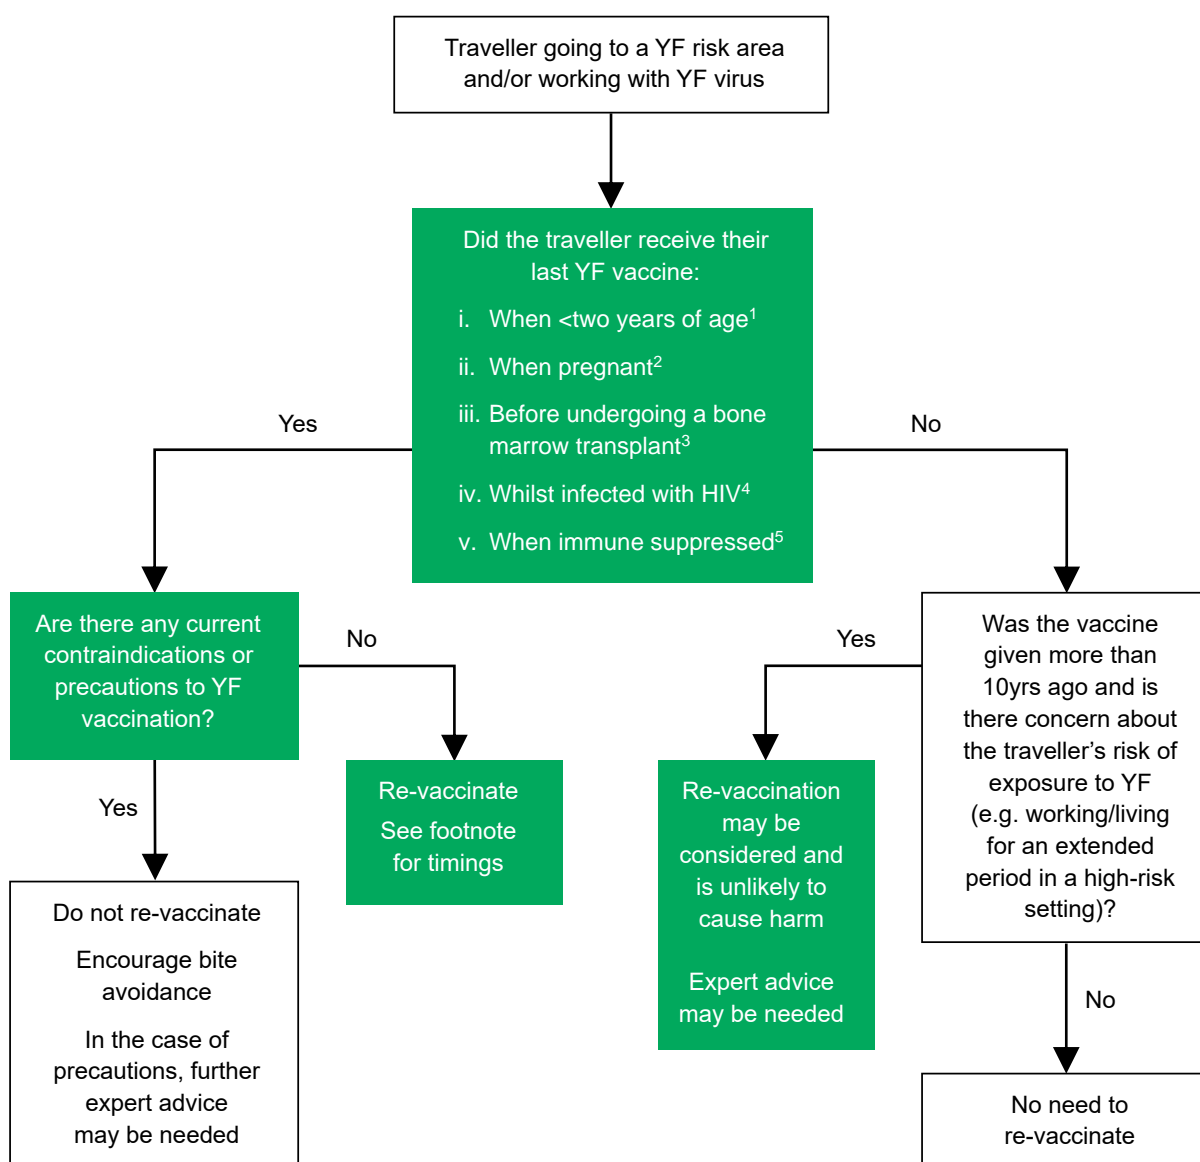 Traveller going to a YF risk area
and/or working with YF virus
Did the traveller receive their
last YF vaccine:
i. When <two years of age¹
ii. When pregnant²
iii. Before undergoing a bone
marrow transplant³
iv. Whilst infected with HIV⁴
v. When immune suppressed⁵
Yes
No
Are there any current
contraindications or
precautions to YF
vaccination?
No
Yes
Re-vaccinate
See footnote
for timings
Do not re-vaccinate
Encourage bite
avoidance
In the case of
precautions, further
expert advice
may be needed
Was the vaccine
given more than
10yrs ago and is
there concern about
the traveller’s risk of
exposure to YF
(e.g. working/living
for an extended
period in a high-risk
setting)?
Yes
Re-vaccination
may be
considered and
is unlikely to
cause harm
Expert advice
may be needed
No
No need to
re-vaccinate